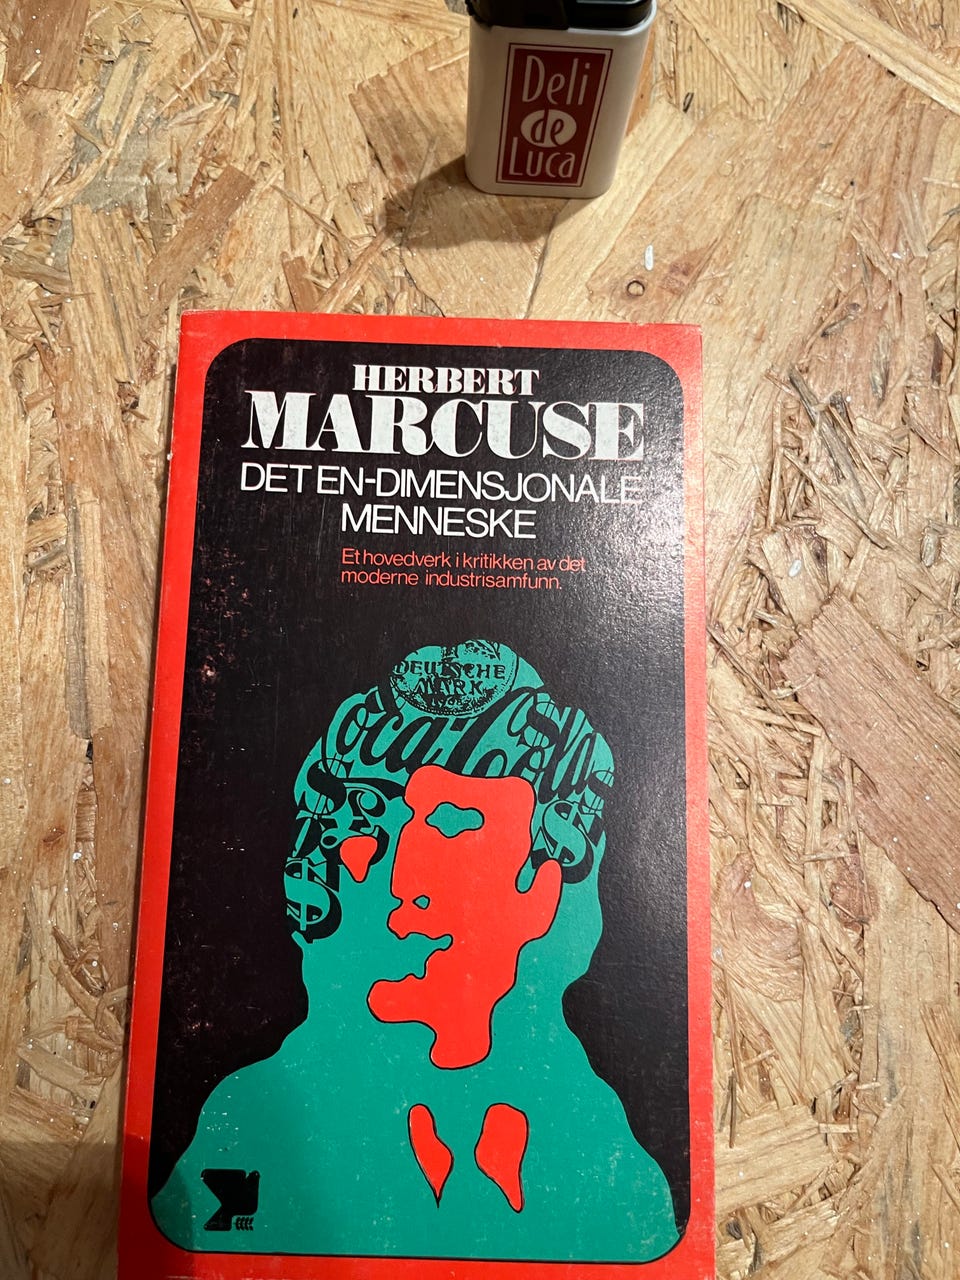 Deli
de
Luca
HERBERT
MARCUSE
DET EN-DIMENSJONALE
MENNESKE
Et hovedverk i kritikken av det
moderne industrisamfunn.
DEUTSCHE
MARK
Coca-Cola
$
$
£
$
$